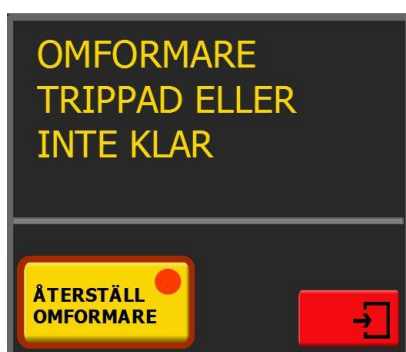 OMFORMARE
TRIPPAD ELLER
INTE KLAR
ÅTERSTÄLL
OMFORMARE